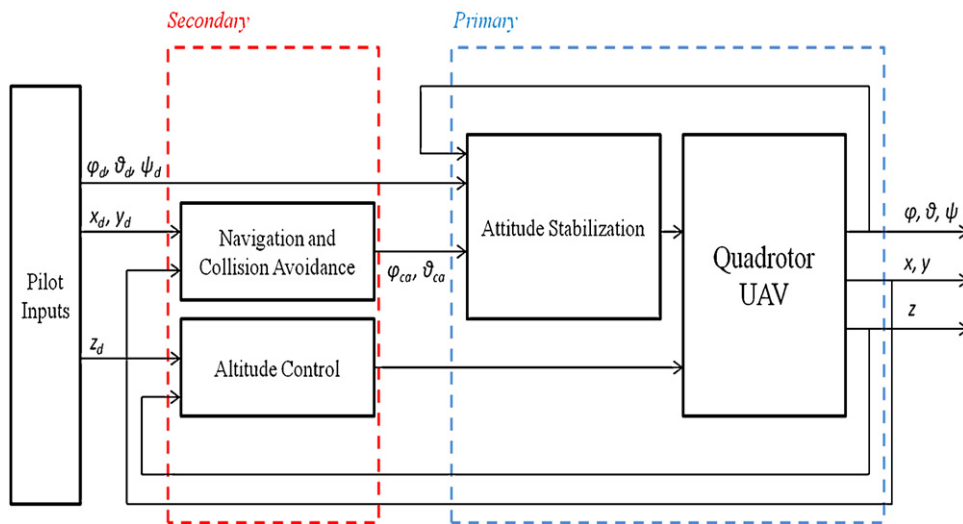 Secondary
Primary
φd, ϑd, ψd
xd, yd
Navigation and
Collision Avoidance
φca, ϑca
Attitude Stabilization
Quadrotor
UAV
φ, ϑ, ψ
x, y
z
Pilot
Inputs
zd
Altitude Control